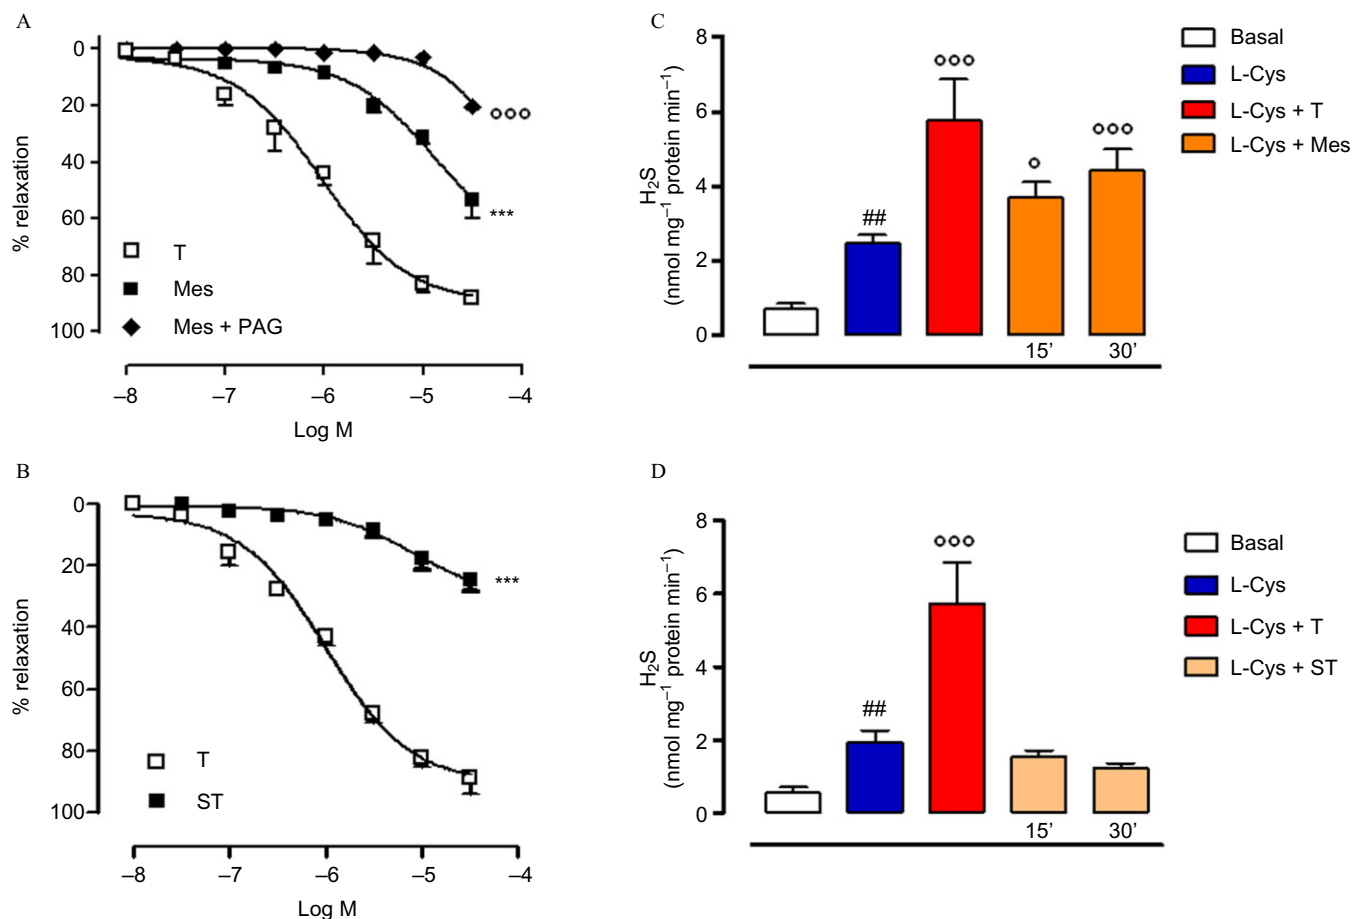 A
0
20
40
60
80
100
% relaxation
T
Mes
Mes + PAG
°°°
***
–8
–7
–6
–5
–4
Log M
C
8
6
4
2
0
H₂S
(nmol mg⁻¹ protein min⁻¹)
##
°°°
°
°°°
15’
30’
Basal
L-Cys
L-Cys + T
L-Cys + Mes
B
0
20
40
60
80
100
% relaxation
T
ST
***
–8
–7
–6
–5
–4
Log M
D
8
6
4
2
0
H₂S
(nmol mg⁻¹ protein min⁻¹)
##
°°°
15’
30’
Basal
L-Cys
L-Cys + T
L-Cys + ST